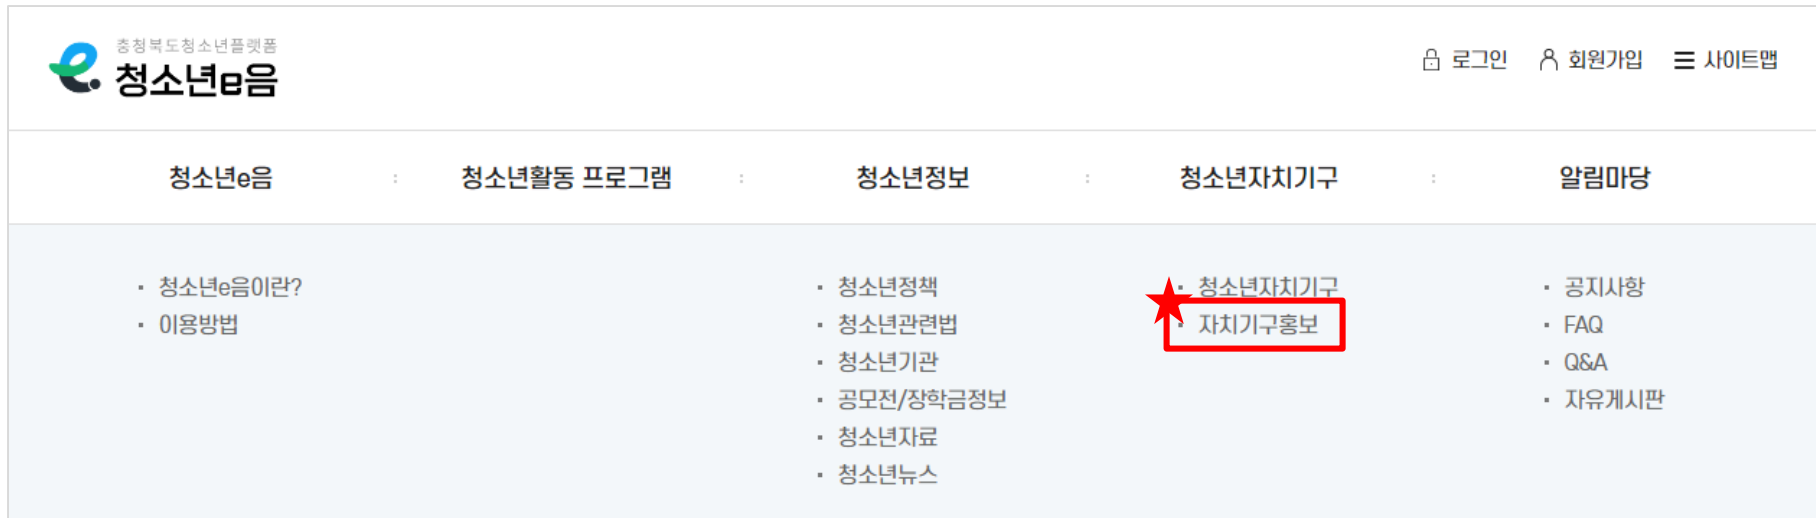 충청북도청소년플랫폼
청소년e음
로그인 회원가입 사이트맵
청소년e음 : 청소년활동 프로그램 : 청소년정보 : 청소년자치기구 : 알림마당
· 청소년e음이란?
· 이용방법
· 청소년정책
· 청소년관련법
· 청소년기관
· 공모전/장학금정보
· 청소년자료
· 청소년뉴스
· 청소년자치기구
· 자치기구홍보
· 공지사항
· FAQ
· Q&A
· 자유게시판